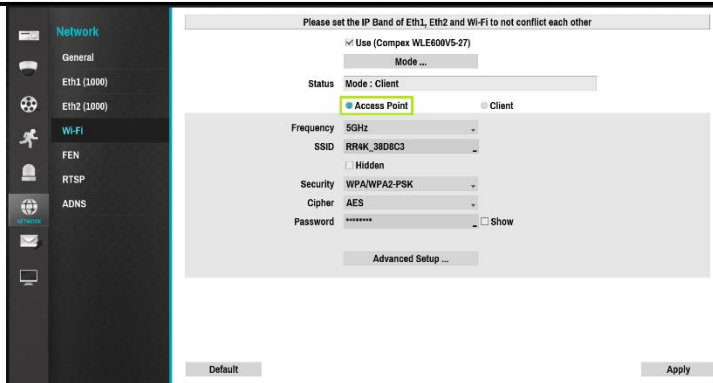 Please set the IP Band of Eth1, Eth2 and Wi-Fi to not conflict each other
Network
General
Eth1 (1000)
Eth2 (1000)
Wi-Fi
FEN
RTSP
ADNS
NETWORK
Use (Compex WLE600V5-27)
Mode ...
Status Mode : Client
Access Point Client
Frequency 5GHz
SSID RR4K_38D8C3
Hidden
Security WPA/WPA2-PSK
Cipher AES
Password ******** Show
Advanced Setup ...
Default Apply